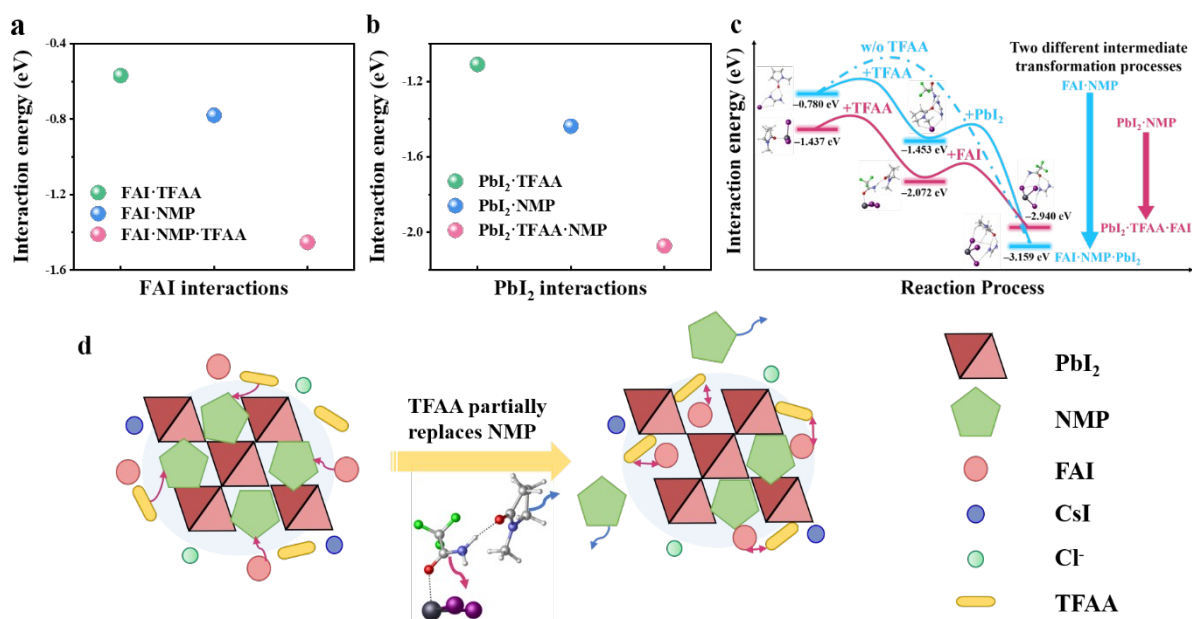 a
Interaction energy (eV)
-0.4
-0.8
-1.2
-1.6
FAI·TFAA
FAI·NMP
FAI·NMP·TFAA
FAI interactions
b
Interaction energy (eV)
-1.2
-1.6
-2.0
PbI₂·TFAA
PbI₂·NMP
PbI₂·TFAA·NMP
PbI₂ interactions
c
Interaction energy (eV)
w/o TFAA
+TFAA
−0.780 eV
+TFAA
−1.437 eV
+PbI₂
−1.453 eV
+FAI
−2.072 eV
−2.940 eV
−3.159 eV
Two different intermediate
transformation processes
FAI·NMP
PbI₂·NMP
PbI₂·TFAA·FAI
FAI·NMP·PbI₂
Reaction Process
d
TFAA partially
replaces NMP
PbI₂
NMP
FAI
CsI
Cl⁻
TFAA